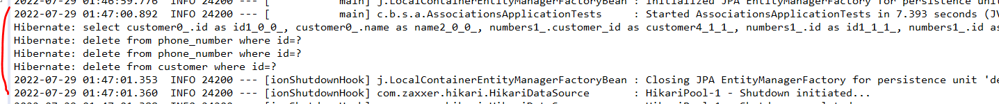 2022-07-29 01:46:59.776  INFO 24200 --- [           main] j.LocalContainerEntityManagerFactoryBean : Initialized JPA EntityManagerFactory for persistence unit
2022-07-29 01:47:00.892  INFO 24200 --- [           main] c.b.s.a.AssociationsApplicationTests     : Started AssociationsApplicationTests in 7.393 seconds (JV
Hibernate: select customer0_.id as id1_0_0_, customer0_.name as name2_0_0_, numbers1_.customer_id as customer4_1_1_, numbers1_.id as id1_1_1_, numbers1_.id as
Hibernate: delete from phone_number where id=?
Hibernate: delete from phone_number where id=?
Hibernate: delete from customer where id=?
2022-07-29 01:47:01.353  INFO 24200 --- [ionShutdownHook] j.LocalContainerEntityManagerFactoryBean : Closing JPA EntityManagerFactory for persistence unit 'de
2022-07-29 01:47:01.360  INFO 24200 --- [ionShutdownHook] com.zaxxer.hikari.HikariDataSource       : HikariPool-1 - Shutdown initiated...